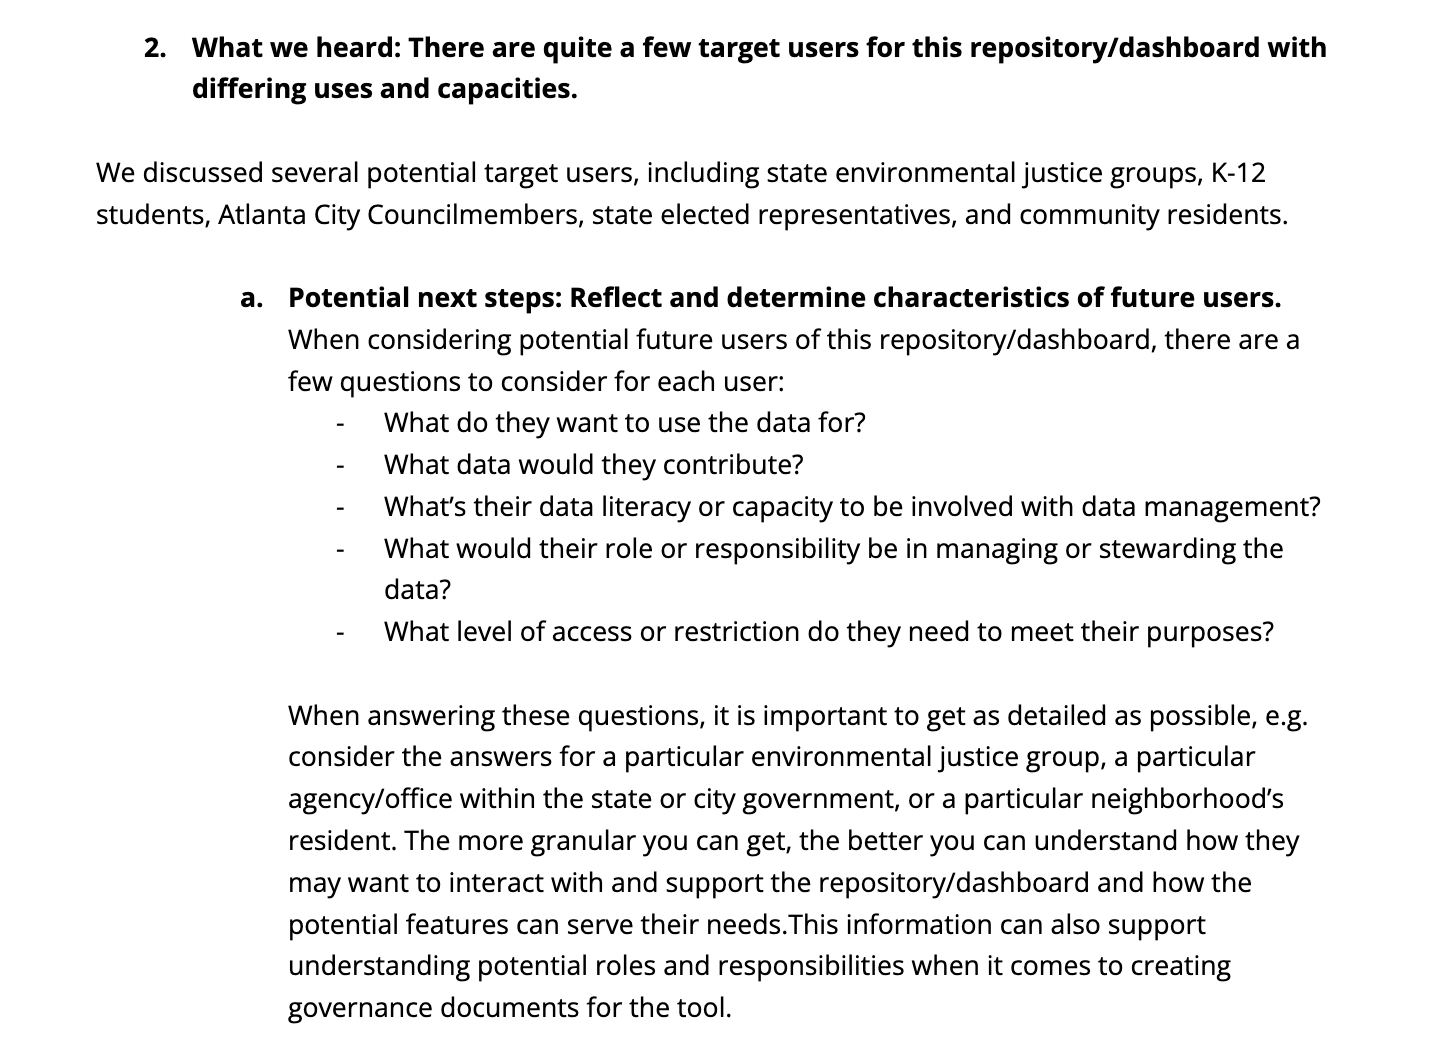 2. What we heard: There are quite a few target users for this repository/dashboard with
differing uses and capacities.
We discussed several potential target users, including state environmental justice groups, K-12
students, Atlanta City Councilmembers, state elected representatives, and community residents.
a. Potential next steps: Reflect and determine characteristics of future users.
When considering potential future users of this repository/dashboard, there are a
few questions to consider for each user:
- What do they want to use the data for?
- What data would they contribute?
- What's their data literacy or capacity to be involved with data management?
- What would their role or responsibility be in managing or stewarding the
data?
- What level of access or restriction do they need to meet their purposes?
When answering these questions, it is important to get as detailed as possible, e.g.
consider the answers for a particular environmental justice group, a particular
agency/office within the state or city government, or a particular neighborhood's
resident. The more granular you can get, the better you can understand how they
may want to interact with and support the repository/dashboard and how the
potential features can serve their needs.This information can also support
understanding potential roles and responsibilities when it comes to creating
governance documents for the tool.